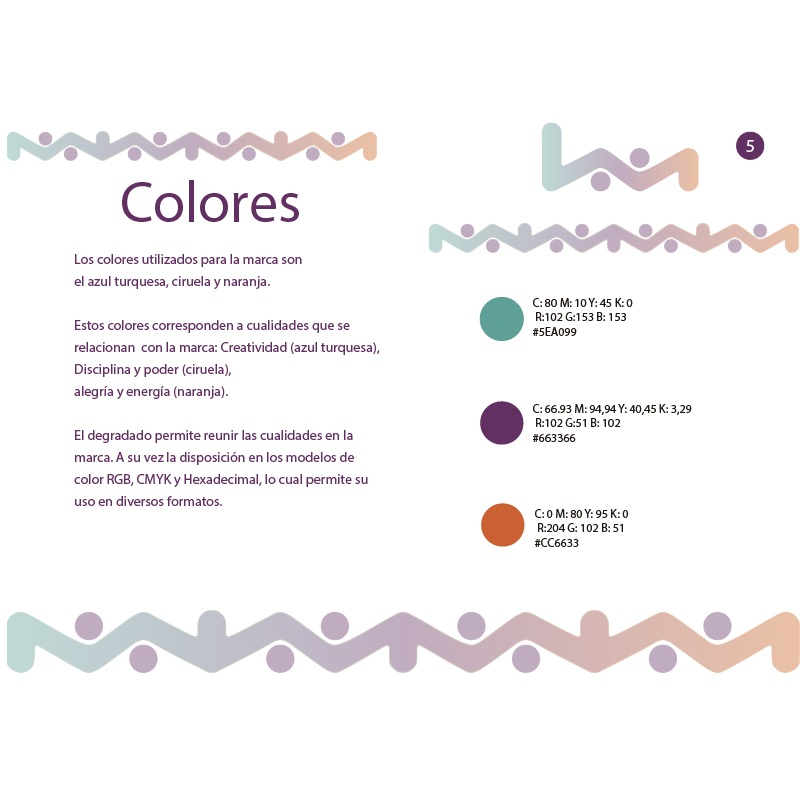 Colores
Los colores utilizados para la marca son
el azul turquesa, ciruela y naranja.
Estos colores corresponden a cualidades que se
relacionan con la marca: Creatividad (azul turquesa),
Disciplina y poder (ciruela),
alegría y energía (naranja).
El degradado permite reunir las cualidades en la
marca. A su vez la disposición en los modelos de
color RGB, CMYK y Hexadecimal, lo cual permite su
uso en diversos formatos.
5
C: 80 M: 10 Y: 45 K: 0
R:102 G:153 B: 153
#5EA099
C: 66.93 M: 94,94 Y: 40,45 K: 3,29
R:102 G:51 B: 102
#663366
C: 0 M: 80 Y: 95 K: 0
R:204 G: 102 B: 51
#CC6633